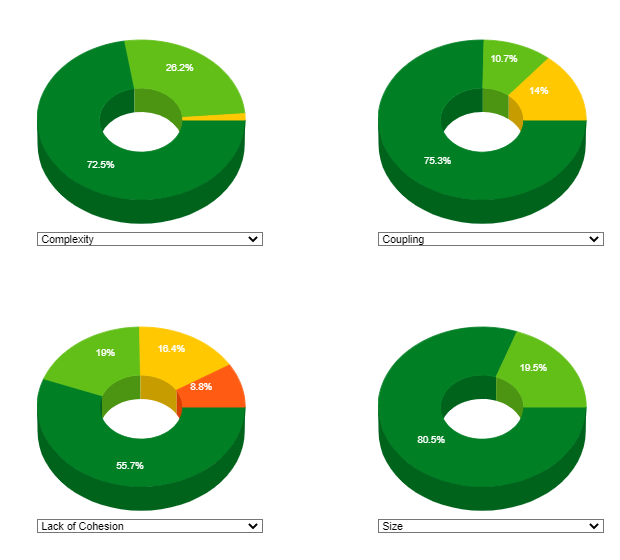 26.2%
72.5%
Complexity
10.7%
14%
75.3%
Coupling
19%
16.4%
8.8%
55.7%
Lack of Cohesion
19.5%
80.5%
Size